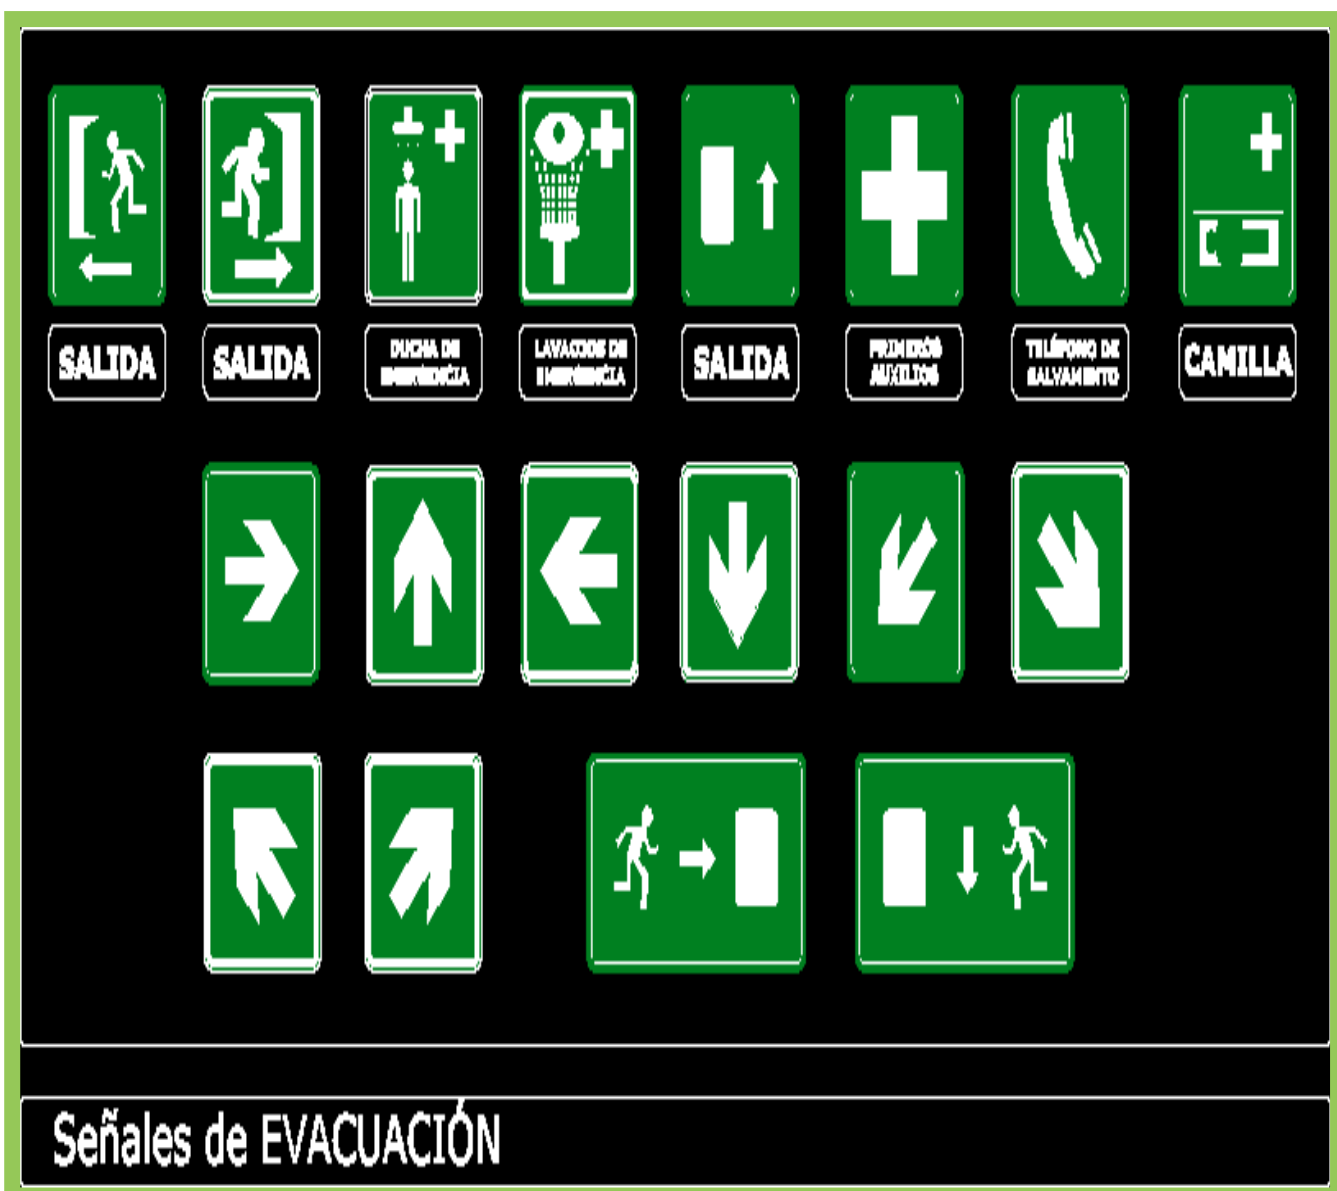 SALIDA
SALIDA
DUCHA DE
EMERGENCIA
LAVAOJOS DE
EMERGENCIA
SALIDA
PRIMEROS
AUXILIOS
TELÉFONO DE
SALVAMENTO
CAMILLA
Señales de EVACUACIÓN